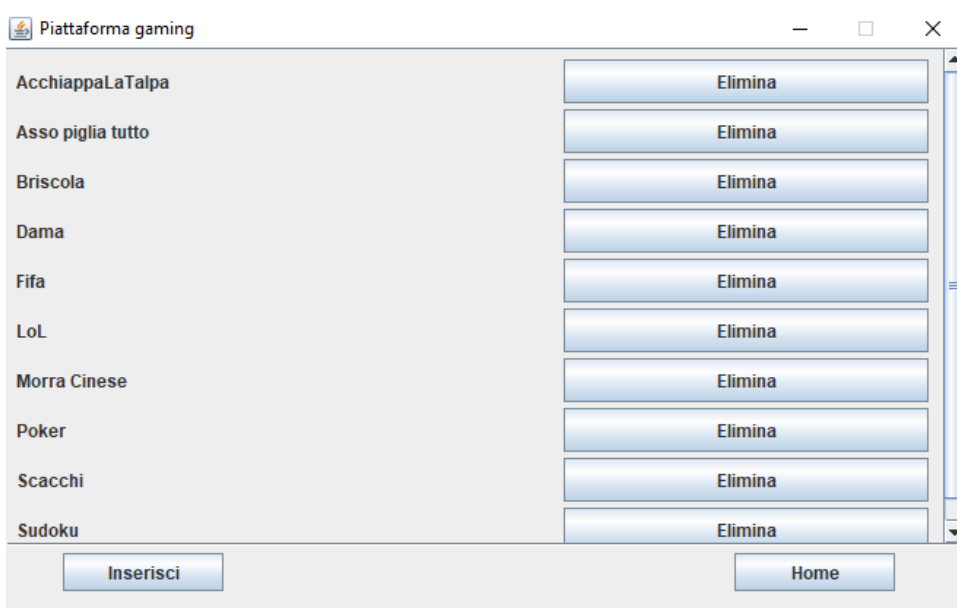 Piattaforma gaming
AcchiappaLaTalpa Elimina
Asso piglia tutto Elimina
Briscola Elimina
Dama Elimina
Fifa Elimina
LoL Elimina
Morra Cinese Elimina
Poker Elimina
Scacchi Elimina
Sudoku Elimina
Inserisci Home